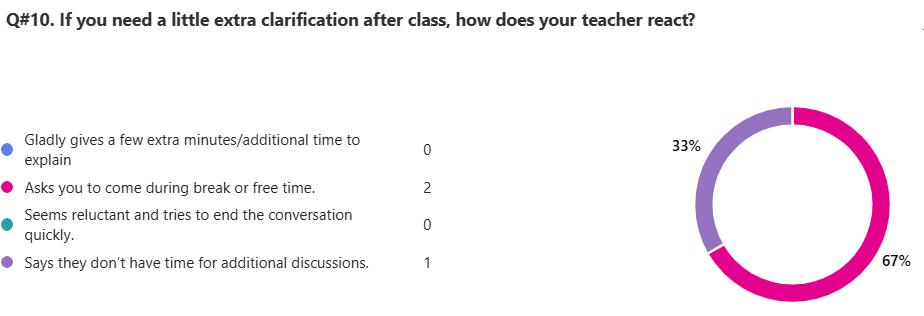 Q#10. If you need a little extra clarification after class, how does your teacher react?
Gladly gives a few extra minutes/additional time to
explain
0
Asks you to come during break or free time.
2
Seems reluctant and tries to end the conversation
quickly.
0
Says they don't have time for additional discussions.
1
33%
67%